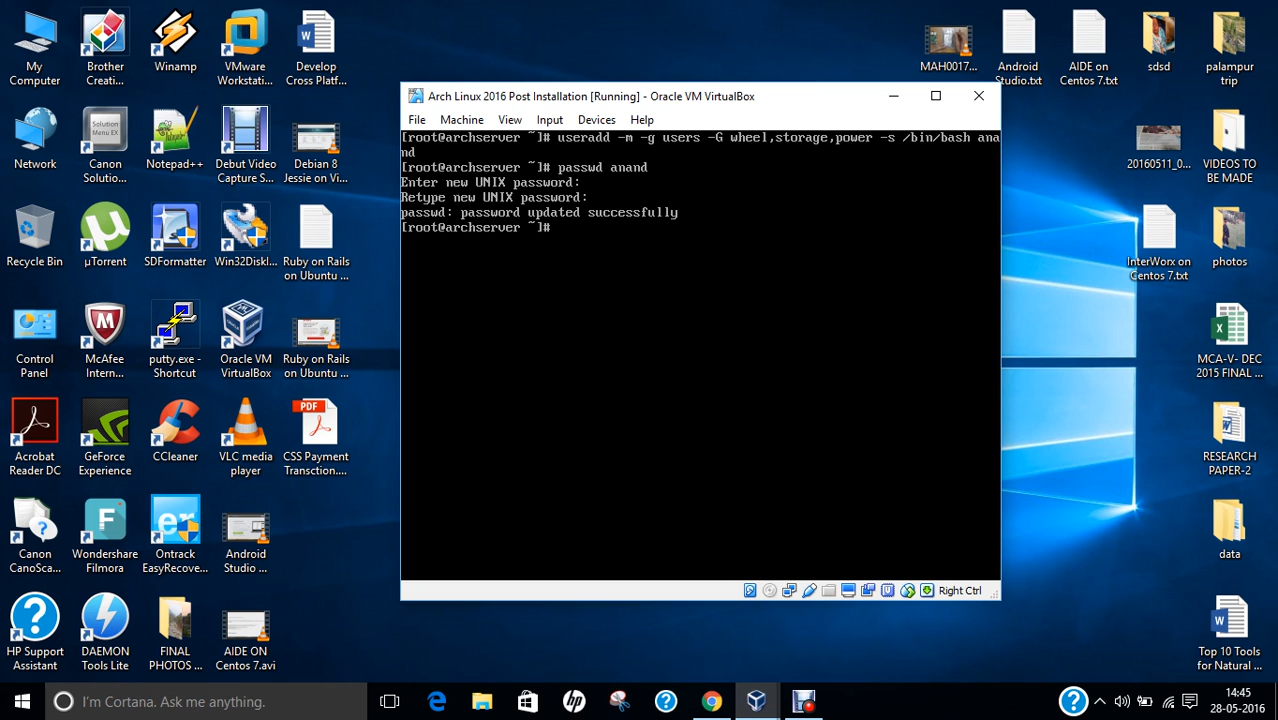 My
Computer
Brother
Creati...
Winamp
VMware
Workstati...
Develop
Cross Platf...
Network
Canon
Solution...
Solution
Menu EX
Notepad++
Debut Video
Capture S...
Debian 8
Jessie on Vi...
Recycle Bin
µTorrent
SDFormatter
Win32DiskI...
Ruby on Rails
on Ubuntu ...
Control
Panel
McAfee
Intern...
putty.exe -
Shortcut
Oracle VM
VirtualBox
Ruby on Rails
on Ubuntu ...
Acrobat
Reader DC
GeForce
Experience
CCleaner
VLC media
player
PDF
CSS Payment
Transction....
Canon
CanoSca...
Wondershare
Filmora
er
Ontrack
EasyRecove...
Android
Studio ...
HP Support
Assistant
DAEMON
Tools Lite
FINAL
PHOTOS ...
AIDE ON
Centos 7.avi
Arch Linux 2016 Post Installation [Running] - Oracle VM VirtualBox
File Machine View Input Devices Help
[root@archserver ~]# useradd -m -g users -G wheel,storage,power -s /bin/bash ana
nd
[root@archserver ~]# passwd anand
Enter new UNIX password:
Retype new UNIX password:
passwd: password updated successfully
[root@archserver ~]#
Right Ctrl
MAH0017...
Android
Studio.txt
AIDE on
Centos 7.txt
sdsd
palampur
trip
20160511_0...
VIDEOS TO
BE MADE
InterWorx on
Centos 7.txt
photos
MCA-V- DEC
2015 FINAL ...
RESEARCH
PAPER-2
data
Top 10 Tools
for Natural ...
I'm Cortana. Ask me anything.
14:45
28-05-2016